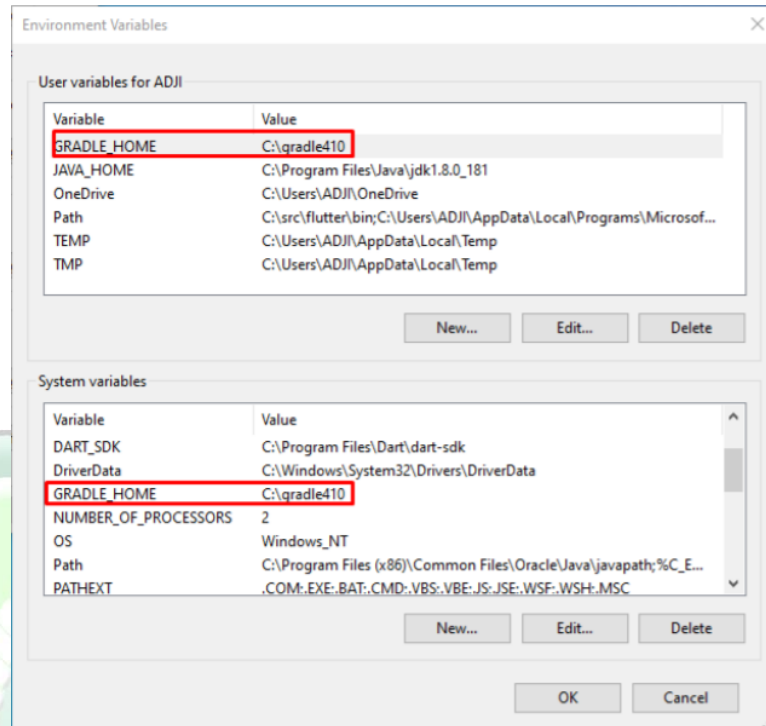 Environment Variables
User variables for ADJI
Variable Value
GRADLE_HOME C:\gradle410
JAVA_HOME C:\Program Files\Java\jdk1.8.0_181
OneDrive C:\Users\ADJI\OneDrive
Path C:\src\flutter\bin;C:\Users\ADJI\AppData\Local\Programs\Microsof...
TEMP C:\Users\ADJI\AppData\Local\Temp
TMP C:\Users\ADJI\AppData\Local\Temp
New... Edit... Delete
System variables
Variable Value
DART_SDK C:\Program Files\Dart\dart-sdk
DriverData C:\Windows\System32\Drivers\DriverData
GRADLE_HOME C:\gradle410
NUMBER_OF_PROCESSORS 2
OS Windows_NT
Path C:\Program Files (x86)\Common Files\Oracle\Java\javapath;%C_E...
PATHEXT .COM;.EXE;.BAT;.CMD;.VBS;.VBE;.JS;.JSE;.WSF;.WSH;.MSC
New... Edit... Delete
OK Cancel